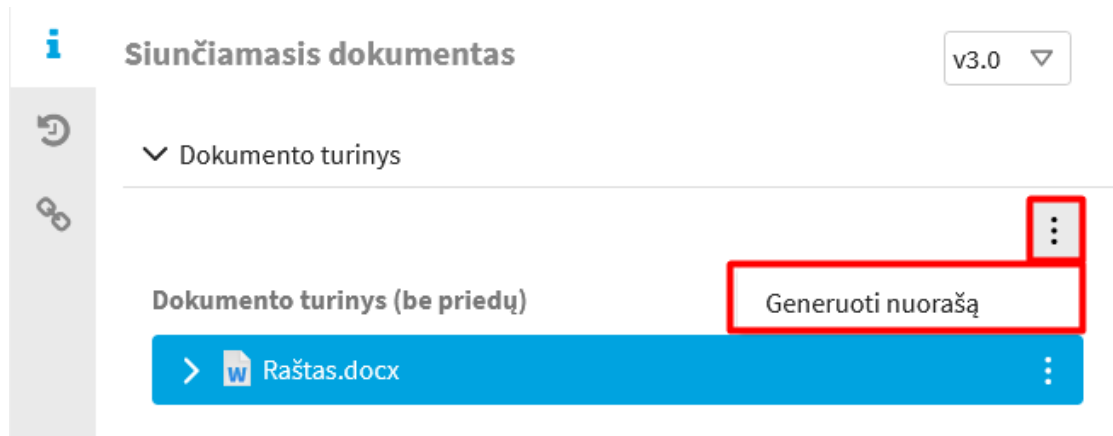 Siunčiamasis dokumentas
v3.0
Dokumento turinys
Dokumento turinys (be priedų)
Generuoti nuorašą
Raštas.docx